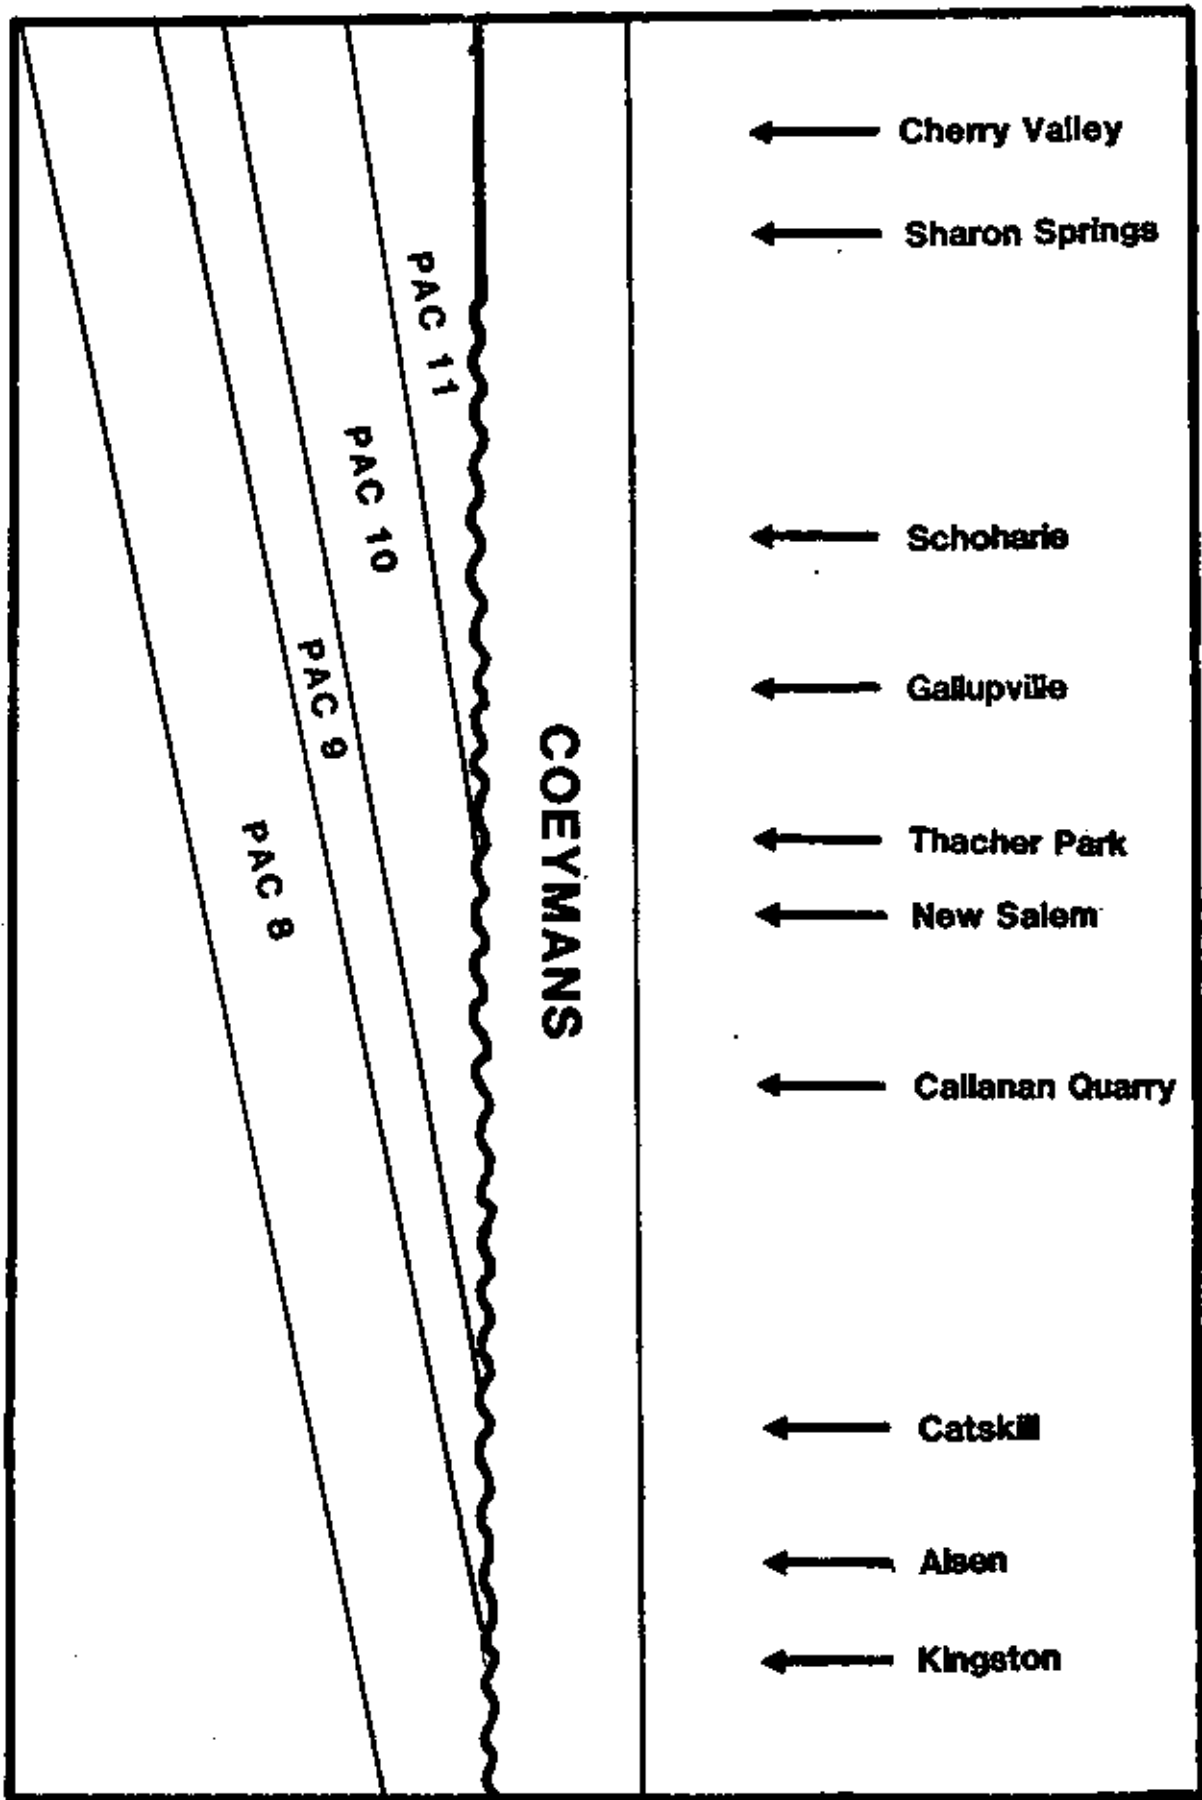 Cherry Valley
Sharon Springs
Schoharie
Gallupville
Thacher Park
New Salem
Callanan Quarry
Catskill
Alsen
Kingston
COEYMANS
PAC 11
PAC 10
PAC 9
PAC 8